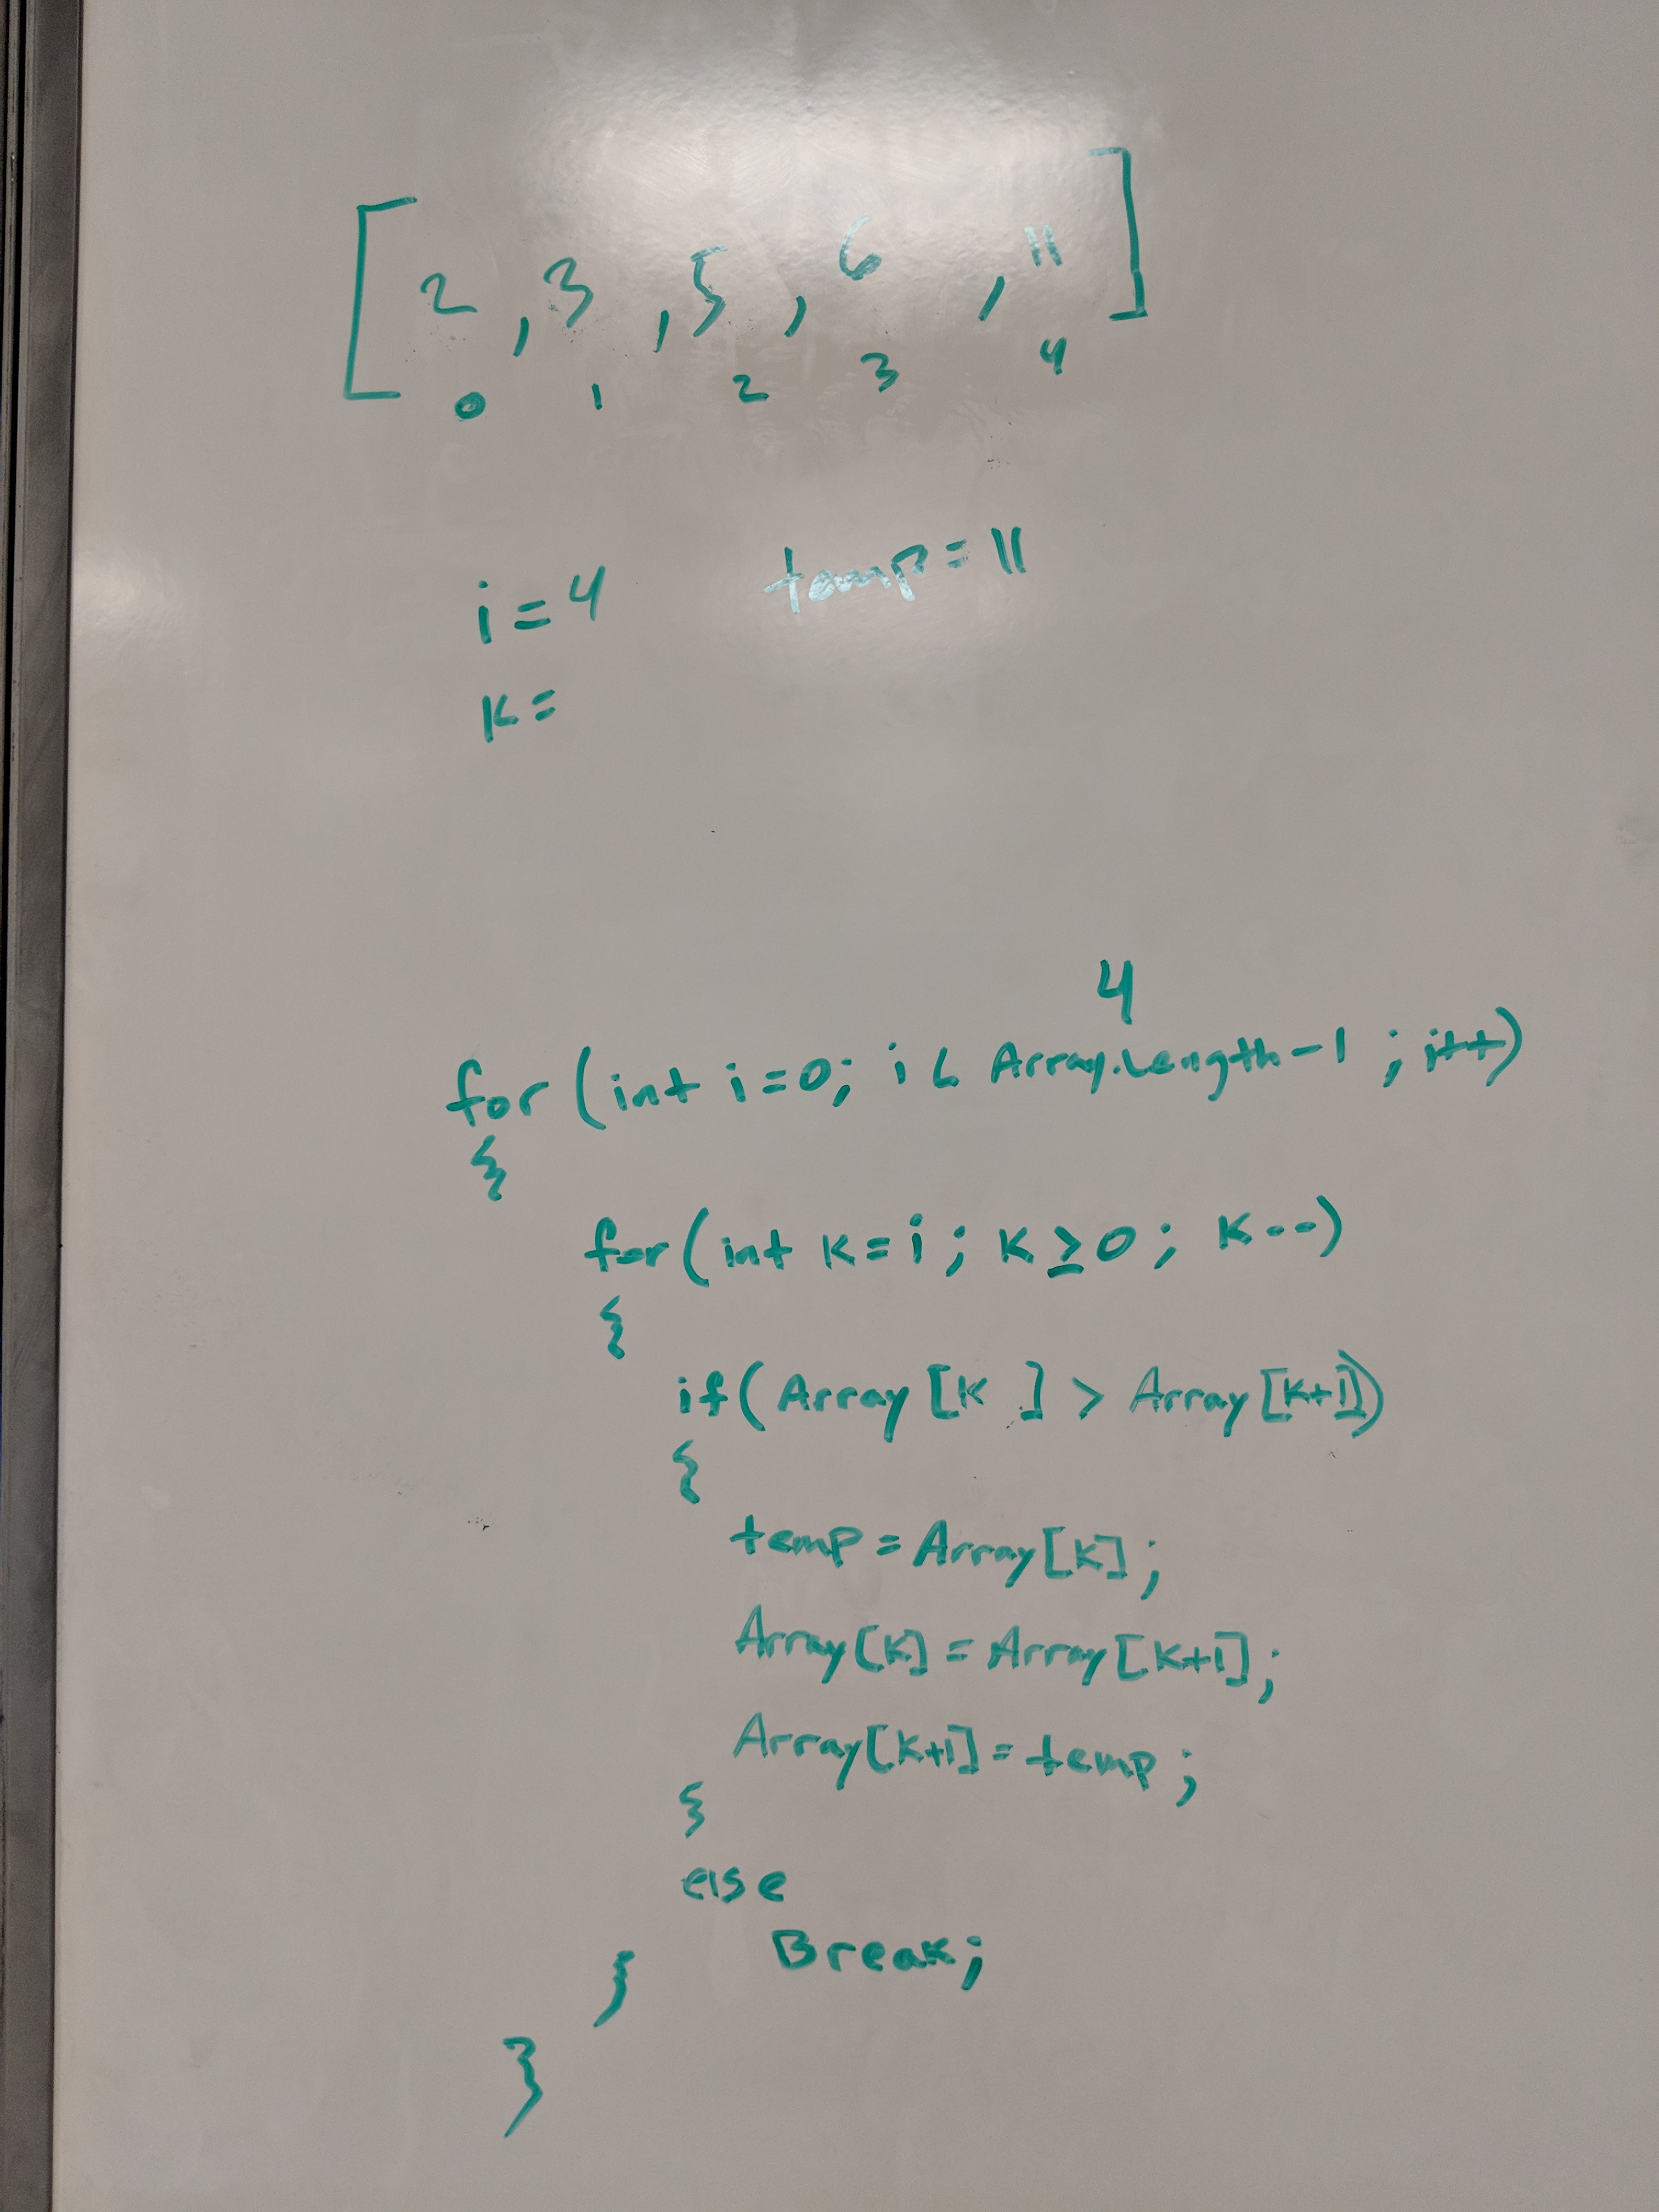 [2, 3, 5, 6, 11]
0 1 2 3 4
i=4 temp=11
K=
4
for (int i=0; i < Array.Length-1; i++)
{
for(int K=i; K≥0; K--)
{
if(Array[K] > Array[K+1])
{
temp=Array[K];
Array[K]=Array[K+1];
Array[K+1]=temp;
}
else
Break;
}
}